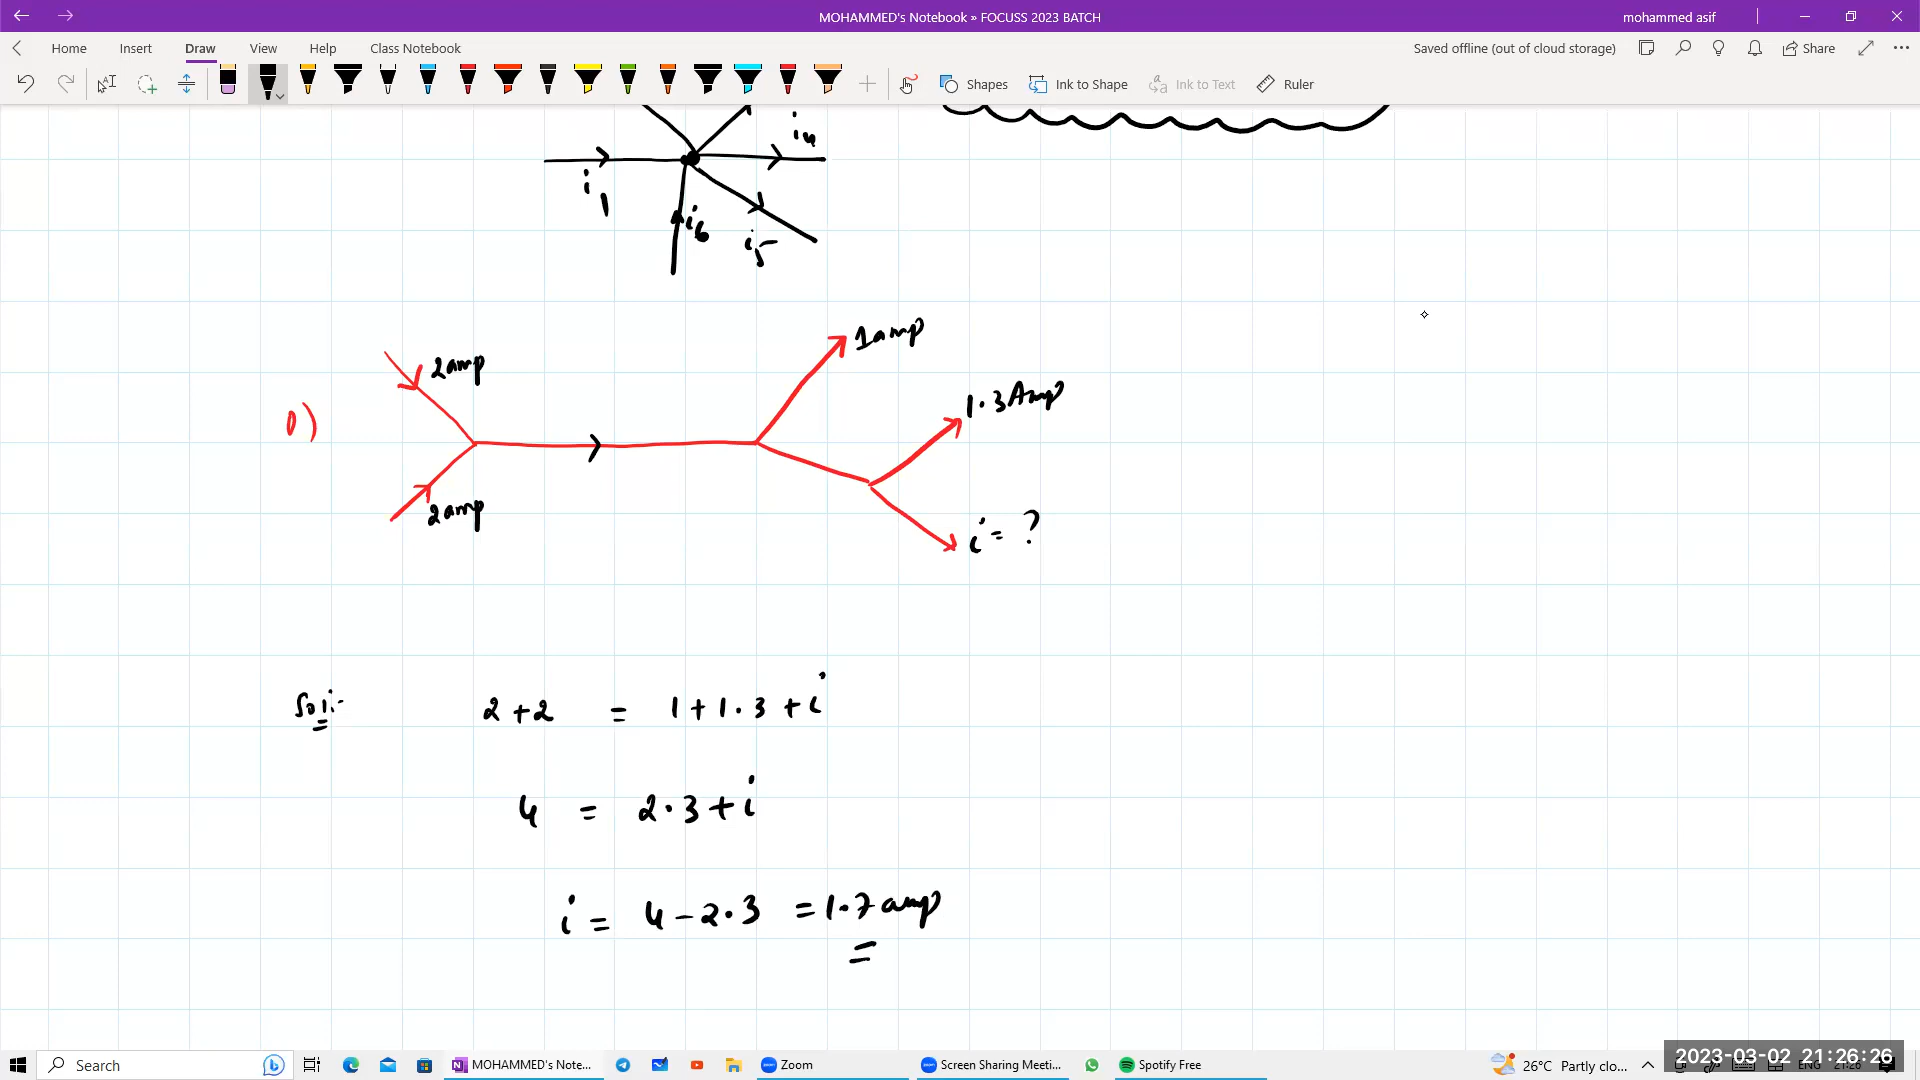 MOHAMMED's Notebook » FOCUSS 2023 BATCH
mohammed asif
Home Insert Draw View Help Class Notebook
Saved offline (out of cloud storage)
Share
Shapes Ink to Shape Ink to Text Ruler
i4
i1
i6
i5
1amp
2amp
1.3Amp
2amp
i = ?
Sol:-
2+2 = 1+1.3+i
4 = 2.3+i
i = 4-2.3 = 1.7amp
Search
MOHAMMED's Note...
Zoom
Screen Sharing Meeti...
Spotify Free
26°C Partly clo...
2023-03-02 21:26:26